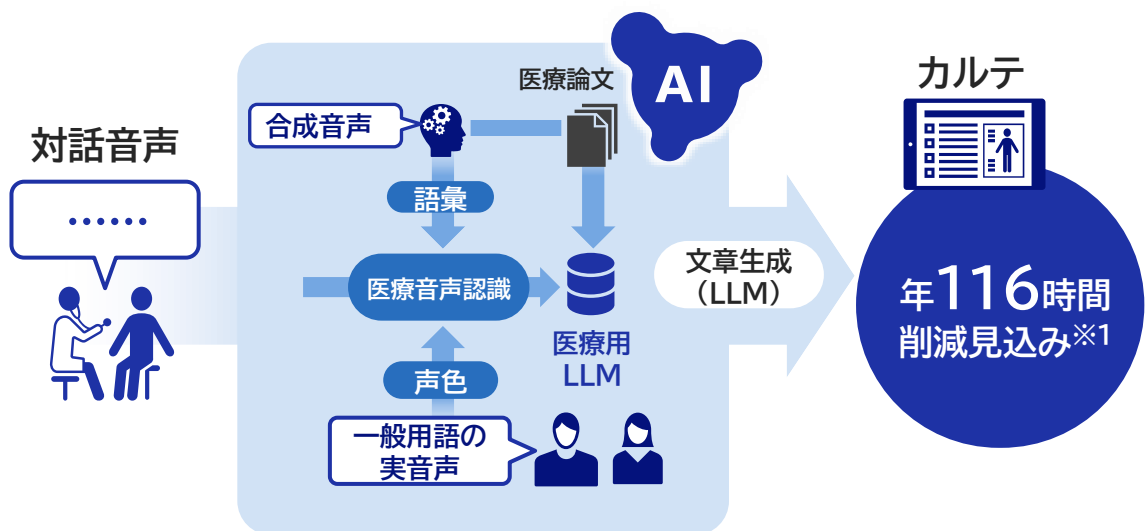 対話音声
......
合成音声
医療論文
AI
語彙
医療音声認識
声色
一般用語の
実音声
医療用
LLM
文章生成
（LLM）
カルテ
年116時間
削減見込み※1